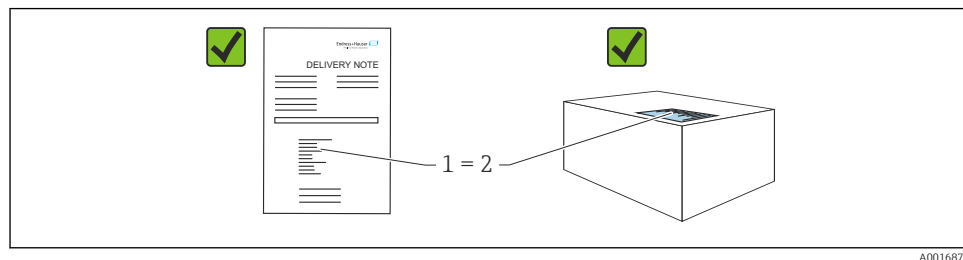 Endress+Hauser
DELIVERY NOTE
1 = 2
A001687